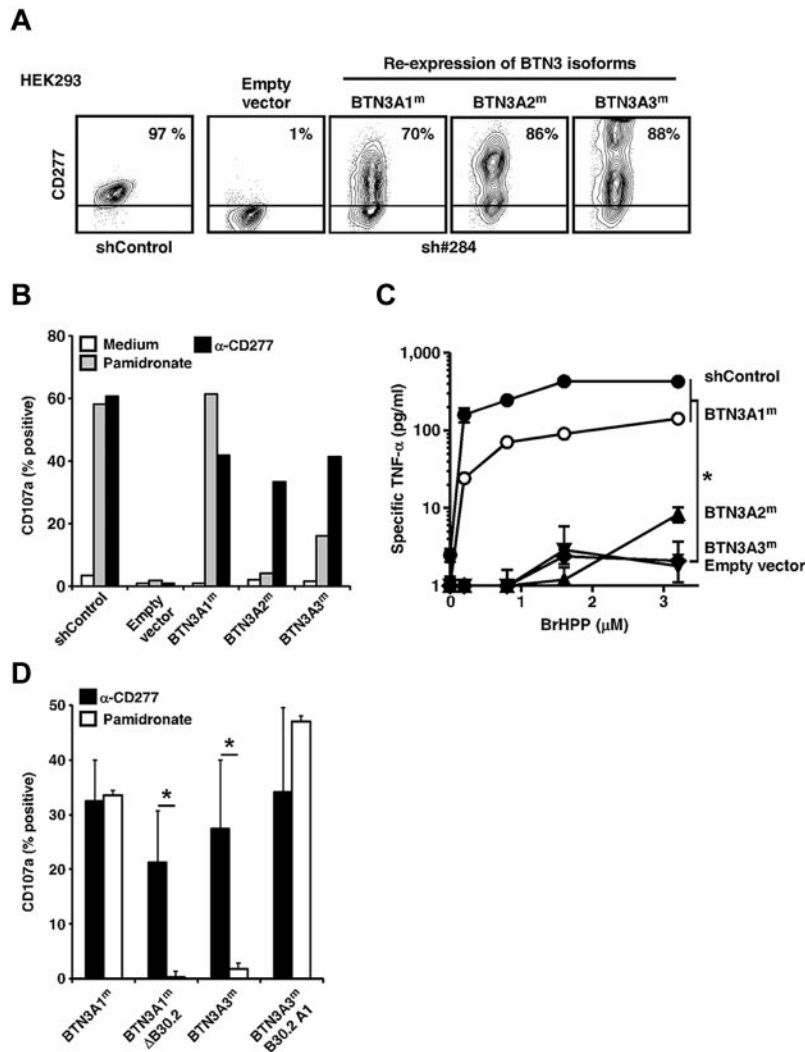 A
Re-expression of BTN3 isoforms
HEK293
Empty vector
BTN3A1ᵐ
BTN3A2ᵐ
BTN3A3ᵐ
97 %
1%
70%
86%
88%
CD277
shControl
sh#284
B
80
60
40
20
0
CD107a (% positive)
Medium
Pamidronate
α-CD277
shControl
Empty vector
BTN3A1ᵐ
BTN3A2ᵐ
BTN3A3ᵐ
C
1,000
100
10
1
Specific TNF-α (pg/ml)
0
1
2
3
BrHPP (μM)
shControl
BTN3A1ᵐ
*
BTN3A2ᵐ
BTN3A3ᵐ
Empty vector
D
α-CD277
Pamidronate
50
40
30
20
10
0
CD107a (% positive)
*
*
BTN3A1ᵐ
BTN3A1ᵐ ΔB30.2
BTN3A3ᵐ
BTN3A3ᵐ B30.2 A1